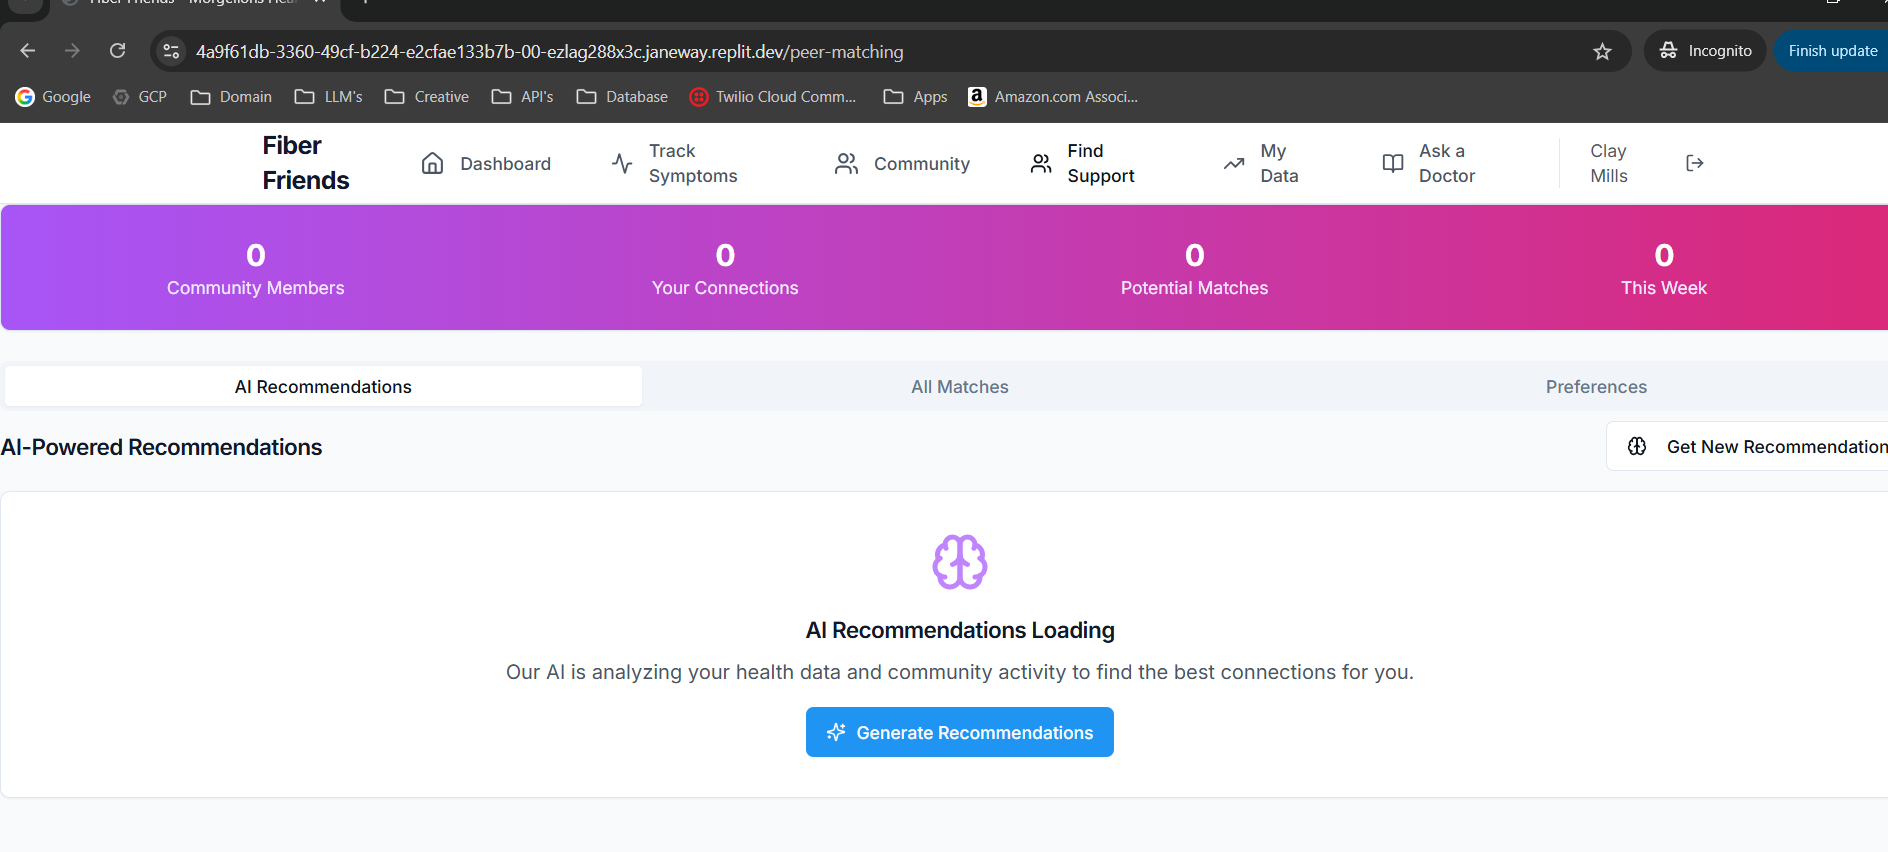 4a9f61db-3360-49cf-b224-e2cfae133b7b-00-ezlag288x3c.janeway.replit.dev/peer-matching
Incognito
Finish update
Google
GCP
Domain
LLM's
Creative
API's
Database
Twilio Cloud Comm...
Apps
Amazon.com Associ...
Fiber
Friends
Dashboard
Track
Symptoms
Community
Find
Support
My
Data
Ask a
Doctor
Clay
Mills
0
Community Members
0
Your Connections
0
Potential Matches
0
This Week
AI Recommendations
All Matches
Preferences
AI-Powered Recommendations
Get New Recommendation
AI Recommendations Loading
Our AI is analyzing your health data and community activity to find the best connections for you.
Generate Recommendations